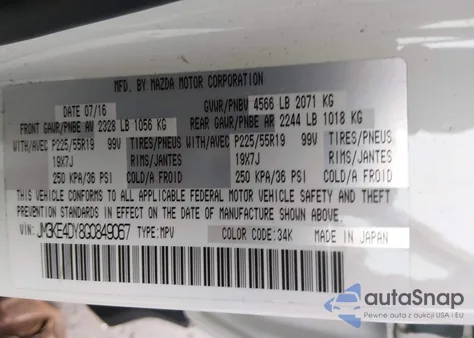 MFD. BY MAZDA MOTOR CORPORATION
DATE 07/16 GVWR/PNBV 4566 LB 2071 KG
FRONT GAWR/PNBE AV 2328 LB 1056 KG REAR GAWR/PNBE AR 2244 LB 1018 KG
WITH/AVEC P225/55R19 99V TIRES/PNEUS WITH/AVEC P225/55R19 99V TIRES/PNEUS
19X7J RIMS/JANTES 19X7J RIMS/JANTES
250 KPA/36 PSI COLD/A FROID 250 KPA/36 PSI COLD/A FROID
THIS VEHICLE CONFORMS TO ALL APPLICABLE FEDERAL MOTOR VEHICLE SAFETY AND THEFT
PREVENTION STANDARDS IN EFFECT ON THE DATE OF MANUFACTURE SHOWN ABOVE.
VIN: JM3KE4DY8G0849067 TYPE: MPV COLOR CODE: 34K MADE IN JAPAN
autoSnap
Pewne auta z aukcji USA i EU